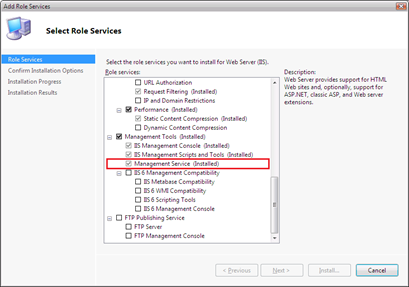 Add Role Services
Select Role Services
Role Services
Confirm Installation Options
Installation Progress
Installation Results
Select the role services you want to install for Web Server (IIS).
Role services:
URL Authorization
Request Filtering (Installed)
IP and Domain Restrictions
Performance (Installed)
Static Content Compression (Installed)
Dynamic Content Compression
Management Tools (Installed)
IIS Management Console (Installed)
IIS Management Scripts and Tools (Installed)
Management Service (Installed)
IIS 6 Management Compatibility
IIS 6 Metabase Compatibility
IIS 6 WMI Compatibility
IIS 6 Scripting Tools
IIS 6 Management Console
FTP Publishing Service
FTP Server
FTP Management Console
Description:
Web Server provides support for HTML
Web sites and, optionally, support for
ASP.NET, classic ASP, and Web server
extensions.
< Previous
Next >
Install...
Cancel